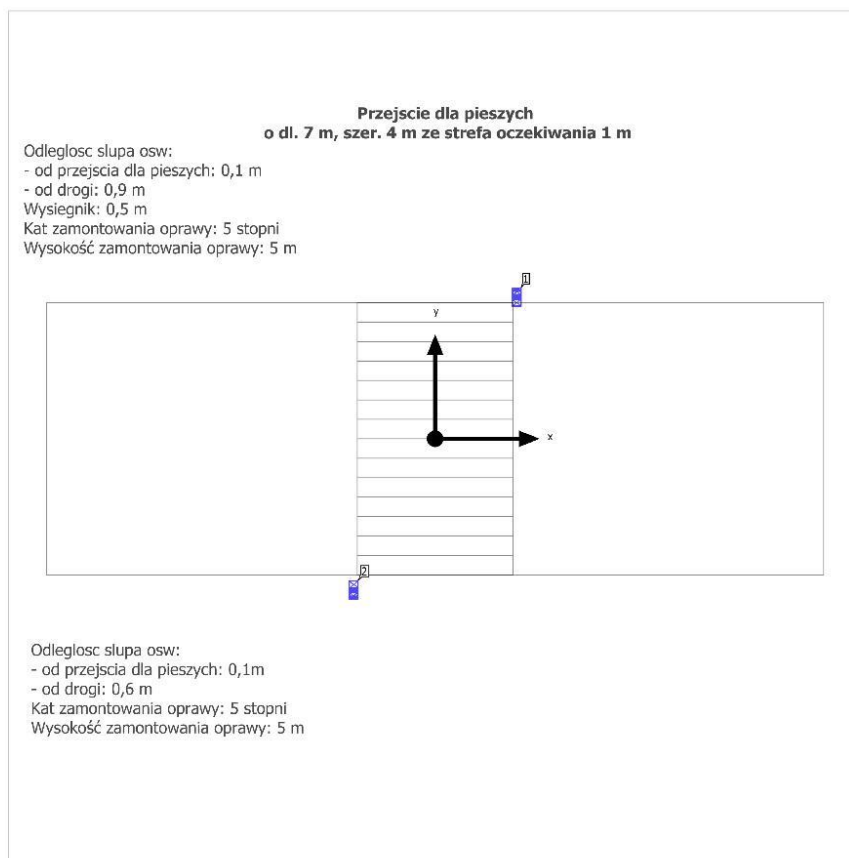 Przejscie dla pieszych
o dl. 7 m, szer. 4 m ze strefa oczekiwania 1 m
Odleglosc slupa osw:
- od przejscia dla pieszych: 0,1 m
- od drogi: 0,9 m
Wysiegnik: 0,5 m
Kat zamontowania oprawy: 5 stopni
Wysokość zamontowania oprawy: 5 m
1
y
x
2
Odleglosc slupa osw:
- od przejscia dla pieszych: 0,1m
- od drogi: 0,6 m
Kat zamontowania oprawy: 5 stopni
Wysokość zamontowania oprawy: 5 m